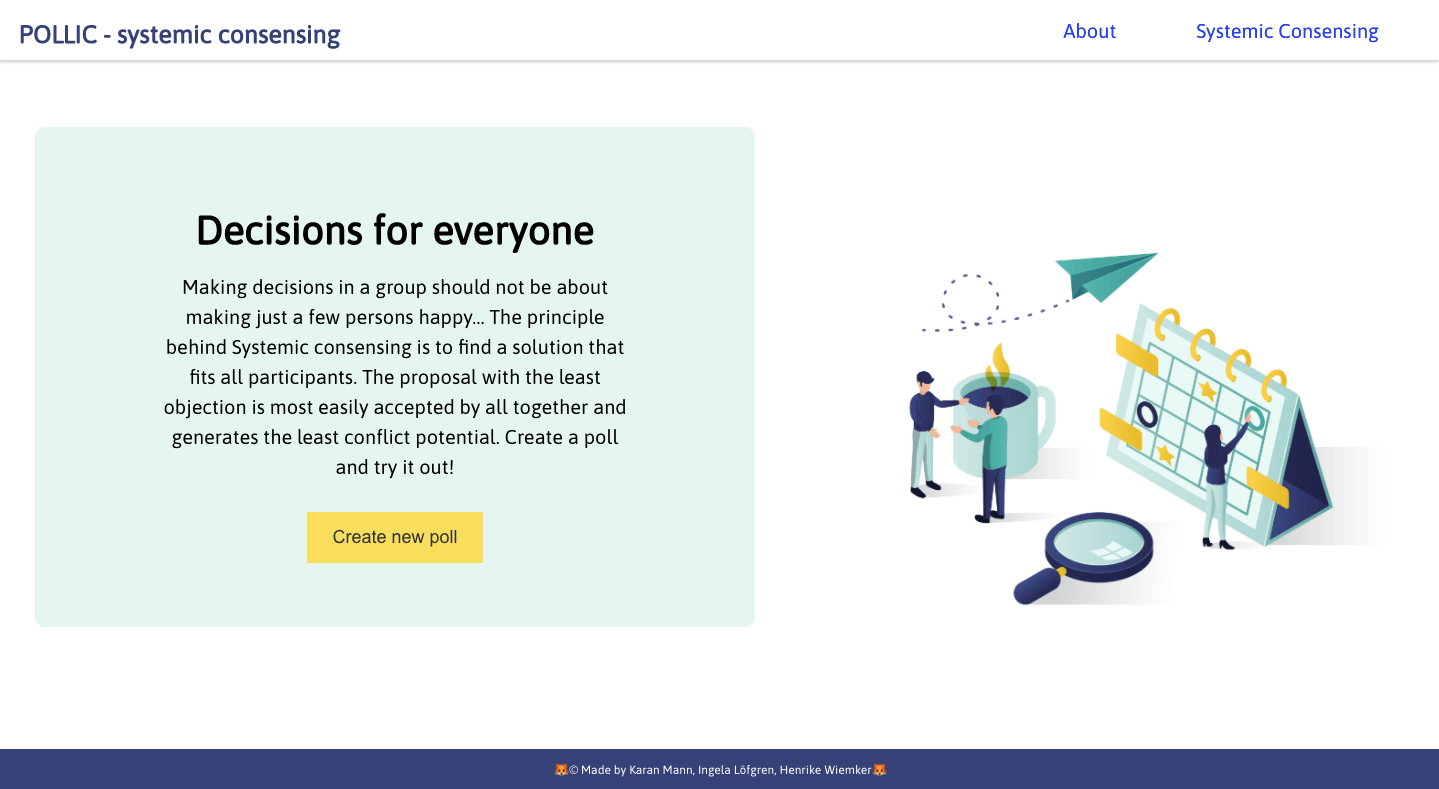 POLLIC - systemic consensing
About
Systemic Consensing
Decisions for everyone
Making decisions in a group should not be about
making just a few persons happy... The principle
behind Systemic consensing is to find a solution that
fits all participants. The proposal with the least
objection is most easily accepted by all together and
generates the least conflict potential. Create a poll
and try it out!
Create new poll
🦊© Made by Karan Mann, Ingela Löfgren, Henrike Wiemker🦊